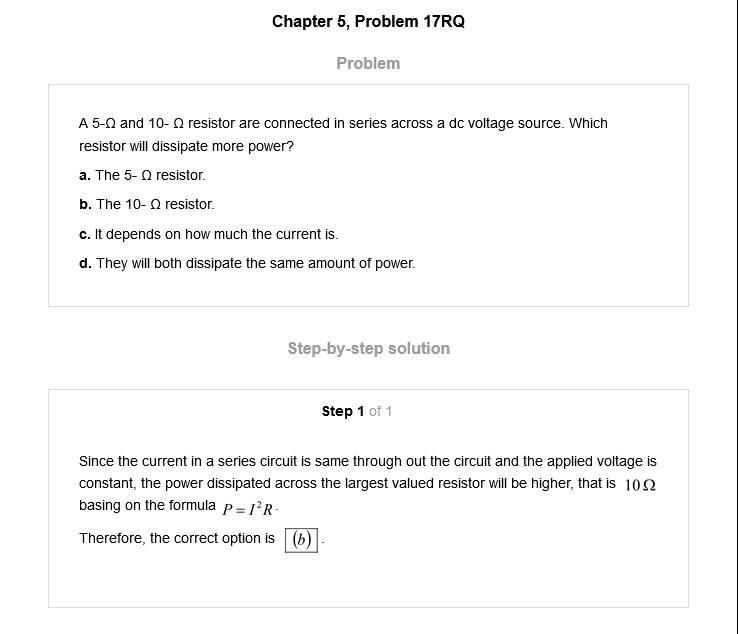 Chapter 5, Problem 17RQ
Problem
A 5-Ω and 10- Ω resistor are connected in series across a dc voltage source. Which
resistor will dissipate more power?
a. The 5- Ω resistor.
b. The 10- Ω resistor.
c. It depends on how much the current is.
d. They will both dissipate the same amount of power.
Step-by-step solution
Step 1 of 1
Since the current in a series circuit is same through out the circuit and the applied voltage is
constant, the power dissipated across the largest valued resistor will be higher, that is 10 Ω
basing on the formula P = I²R.
Therefore, the correct option is (b).